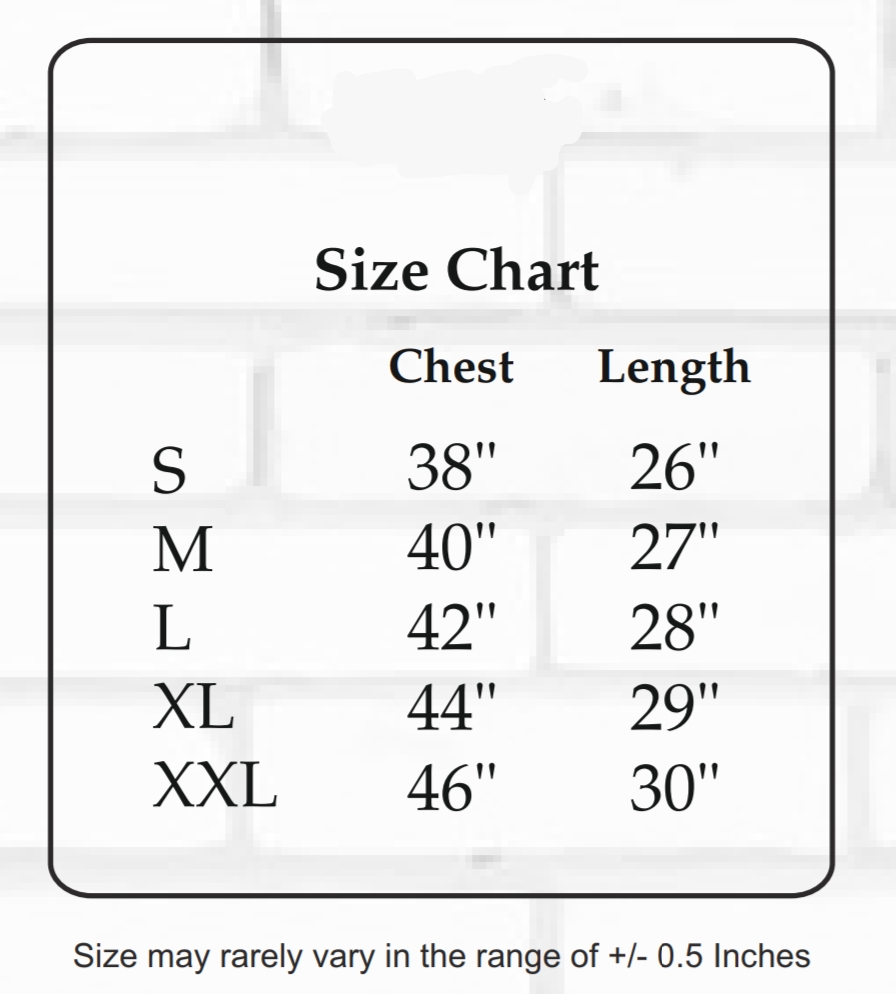 Size Chart
Chest Length
S 38" 26"
M 40" 27"
L 42" 28"
XL 44" 29"
XXL 46" 30"
Size may rarely vary in the range of +/- 0.5 Inches